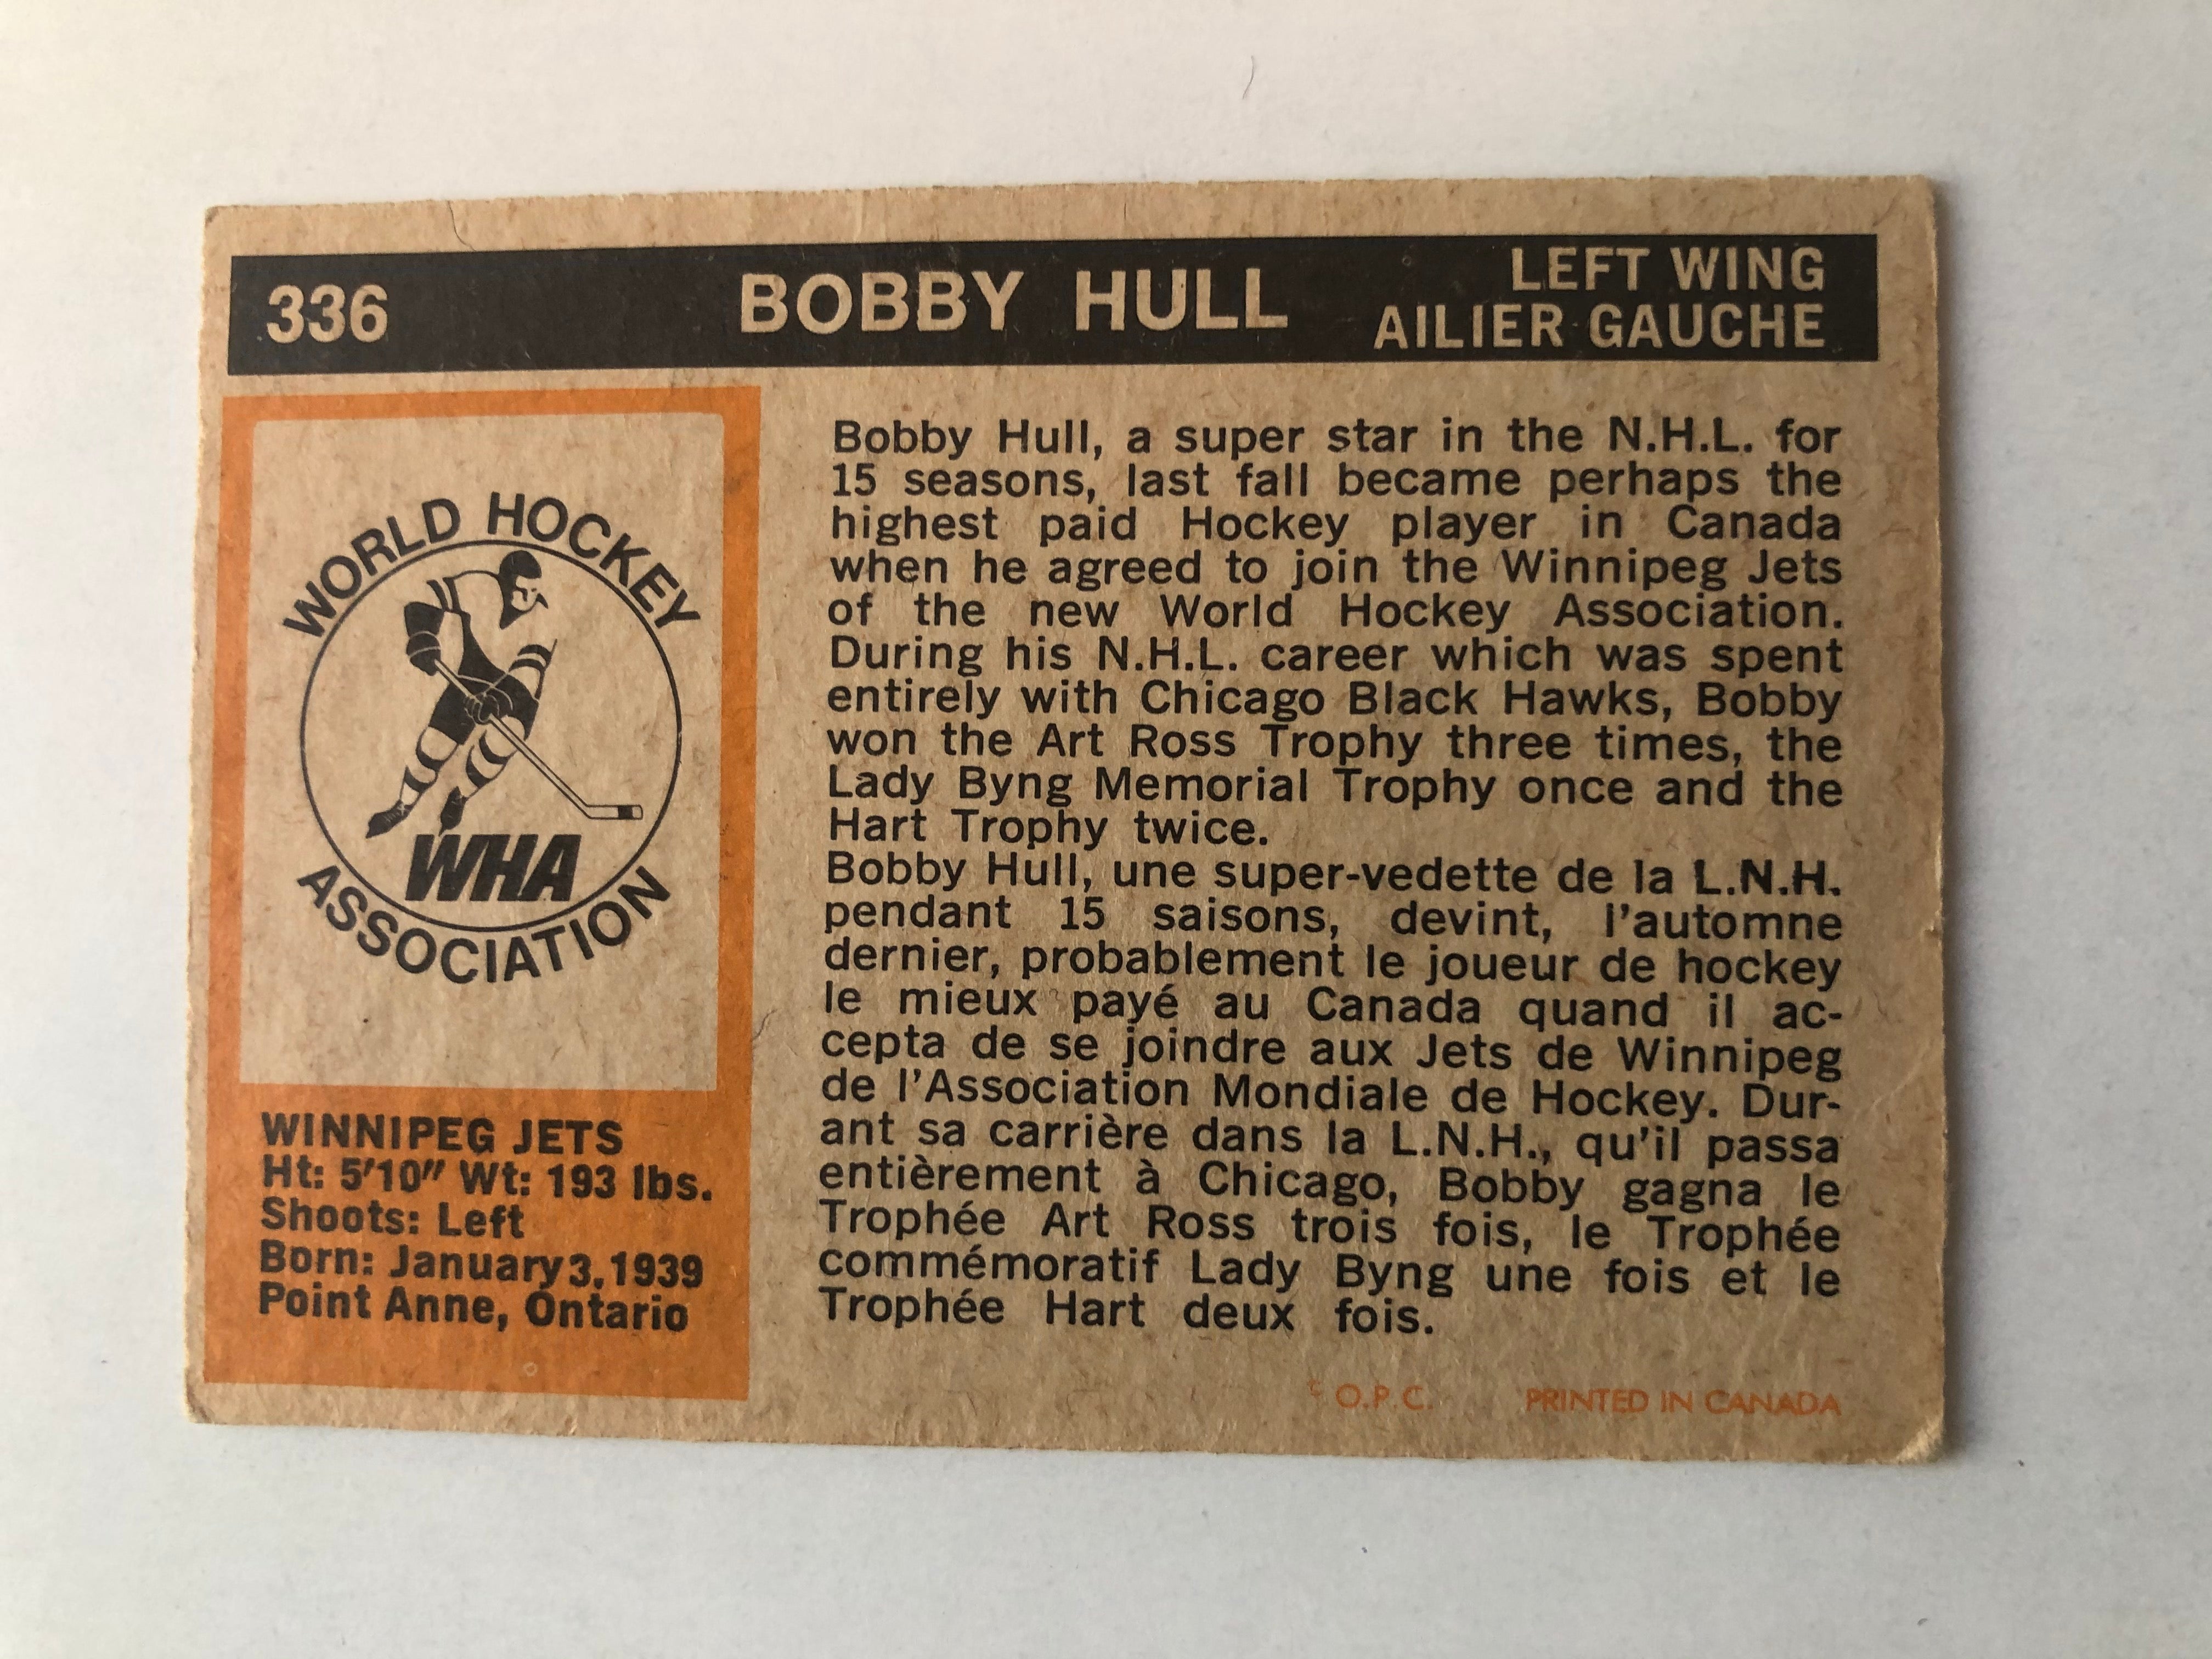 336
BOBBY HULL
LEFT WING
AILIER GAUCHE
WORLD HOCKEY
WHA
ASSOCIATION
WINNIPEG JETS
Ht: 5'10" Wt: 193 lbs.
Shoots: Left
Born: January 3, 1939
Point Anne, Ontario
Bobby Hull, a super star in the N.H.L. for
15 seasons, last fall became perhaps the
highest paid Hockey player in Canada
when he agreed to join the Winnipeg Jets
of the new World Hockey Association.
During his N.H.L. career which was spent
entirely with Chicago Black Hawks, Bobby
won the Art Ross Trophy three times, the
Lady Byng Memorial Trophy once and the
Hart Trophy twice.
Bobby Hull, une super-vedette de la L.N.H.
pendant 15 saisons, devint, l'automne
dernier, probablement le joueur de hockey
le mieux payé au Canada quand il ac-
cepta de se joindre aux Jets de Winnipeg
de l'Association Mondiale de Hockey. Dur-
ant sa carrière dans la L.N.H., qu'il passa
entièrement à Chicago, Bobby gagna le
Trophée Art Ross trois fois, le Trophée
commémoratif Lady Byng une fois et le
Trophée Hart deux fois.
© O.P.C. PRINTED IN CANADA